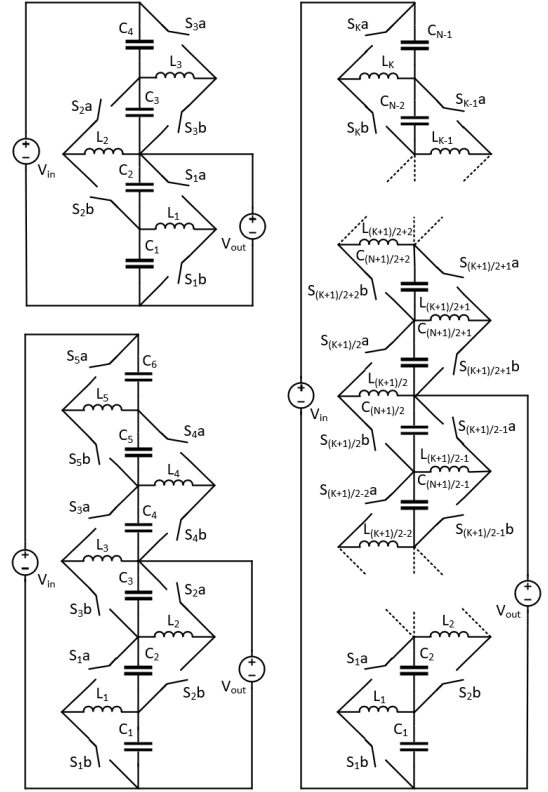 S3a
C4
L3
C3
S2a
S3b
L2
Vin
C2
S1a
S2b
L1
Vout
C1
S1b
S5a
C6
L5
S4a
C5
S5b
L4
S3a
C4
S4b
L3
Vin
C3
S2a
S3b
L2
S1a
C2
Vout
S2b
L1
C1
S1b
SKa
CN-1
LK
CN-2
SK-1a
SKb
LK-1
L(K+1)/2+2
C(N+1)/2+2
S(K+1)/2+1a
S(K+1)/2+2b
L(K+1)/2+1
C(N+1)/2+1
S(K+1)/2a
S(K+1)/2+1b
L(K+1)/2
Vin
C(N+1)/2
S(K+1)/2-1a
S(K+1)/2b
L(K+1)/2-1
C(N+1)/2-1
S(K+1)/2-2a
S(K+1)/2-1b
L(K+1)/2-2
Vout
L2
S1a
C2
S2b
L1
C1
S1b